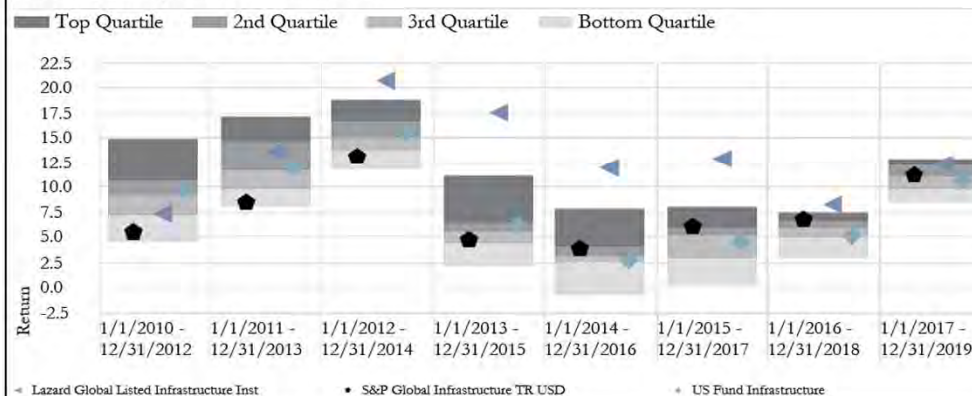 Top Quartile 2nd Quartile 3rd Quartile Bottom Quartile
22.5
20.0
17.5
15.0
12.5
10.0
7.5
5.0
2.5
0.0
-2.5
Return
1/1/2010 - 1/1/2011 - 1/1/2012 - 1/1/2013 - 1/1/2014 - 1/1/2015 - 1/1/2016 - 1/1/2017 -
12/31/2012 12/31/2013 12/31/2014 12/31/2015 12/31/2016 12/31/2017 12/31/2018 12/31/2019
Lazard Global Listed Infrastructure Inst S&P Global Infrastructure TR USD US Fund Infrastructure